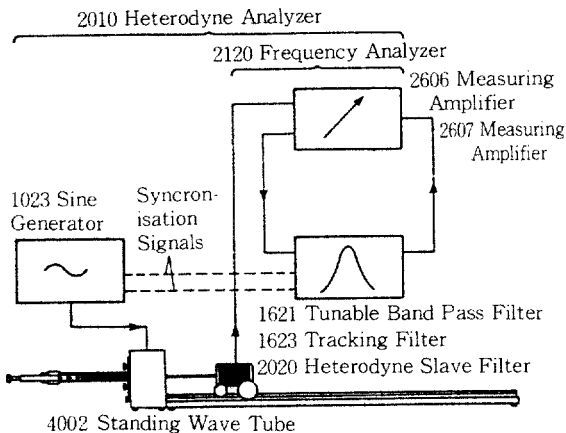 2010 Heterodyne Analyzer
2120 Frequency Analyzer
2606 Measuring
Amplifier
2607 Measuring
Amplifier
1023 Sine
Generator
Syncron-
isation
Signals
1621 Tunable Band Pass Filter
1623 Tracking Filter
2020 Heterodyne Slave Filter
4002 Standing Wave Tube